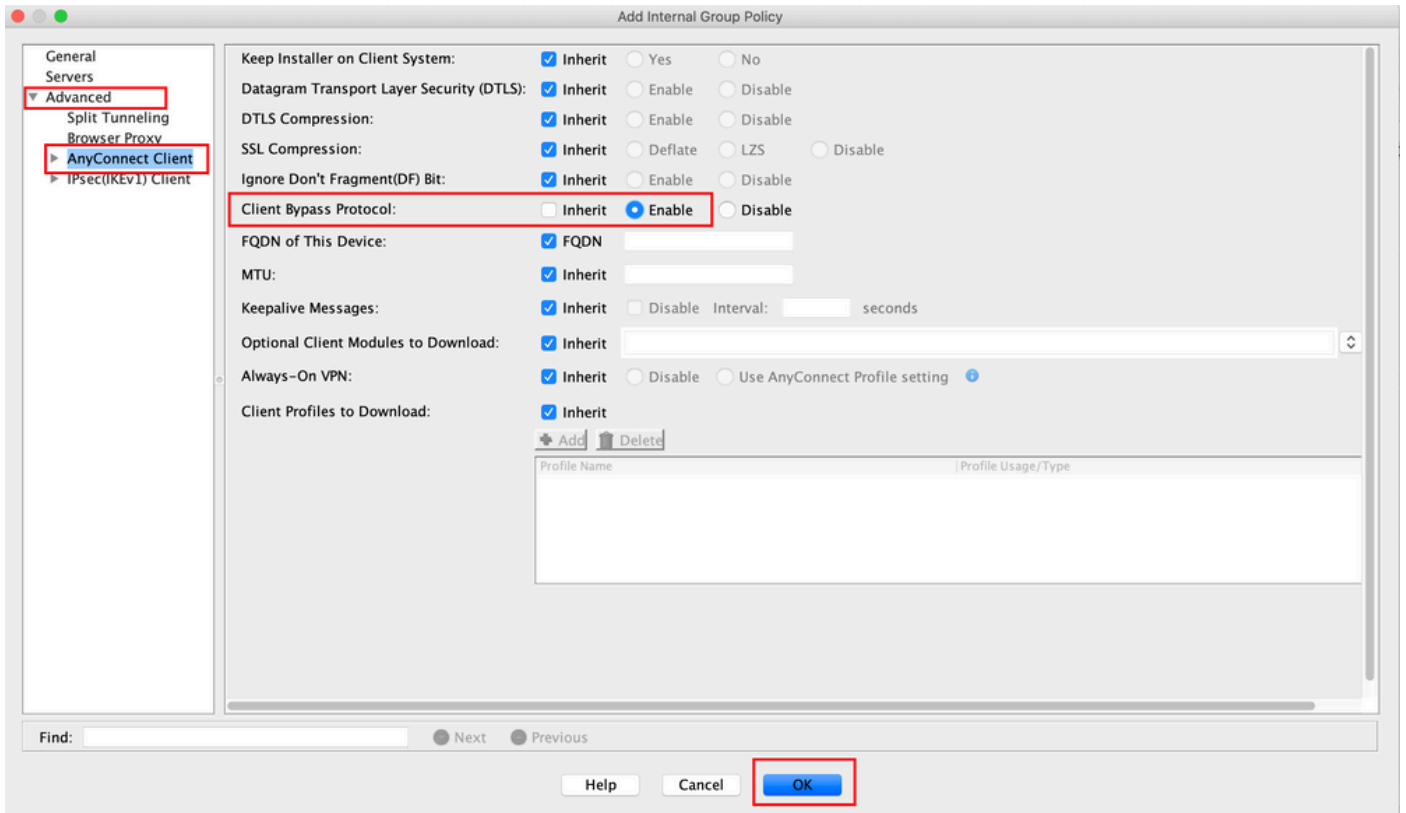 Add Internal Group Policy
General
Servers
Advanced
Split Tunneling
Browser Proxy
AnyConnect Client
IPsec(IKEv1) Client
Keep Installer on Client System: Inherit Yes No
Datagram Transport Layer Security (DTLS): Inherit Enable Disable
DTLS Compression: Inherit Enable Disable
SSL Compression: Inherit Deflate LZS Disable
Ignore Don't Fragment(DF) Bit: Inherit Enable Disable
Client Bypass Protocol: Inherit Enable Disable
FQDN of This Device: FQDN
MTU: Inherit
Keepalive Messages: Inherit Disable Interval: seconds
Optional Client Modules to Download: Inherit
Always-On VPN: Inherit Disable Use AnyConnect Profile setting
Client Profiles to Download: Inherit
Add Delete
Profile Name Profile Usage/Type
Find: Next Previous
Help Cancel OK